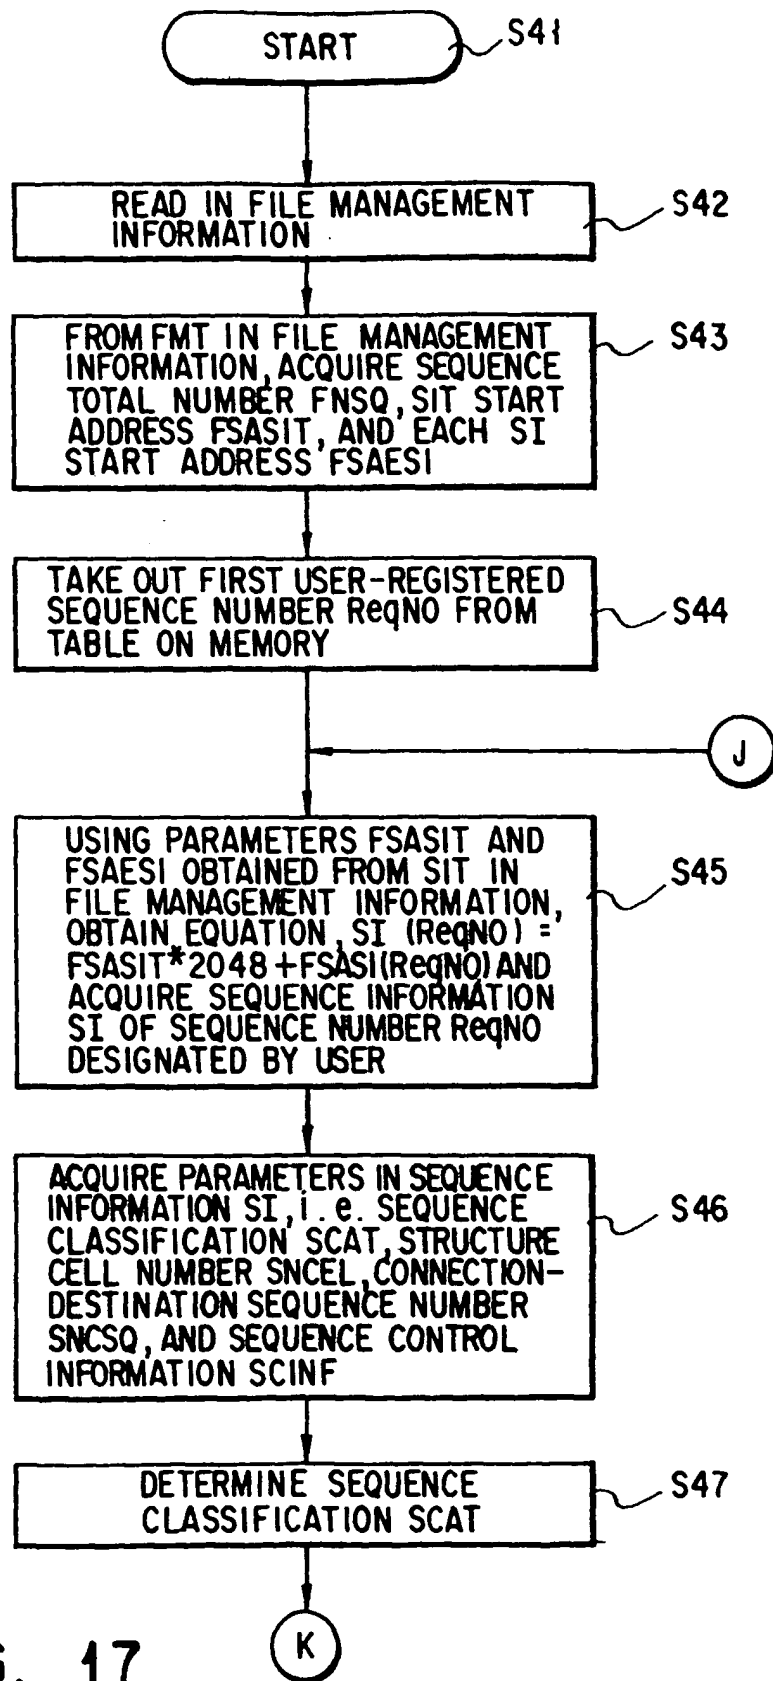 START
S41
READ IN FILE MANAGEMENT
INFORMATION
S42
FROM FMT IN FILE MANAGEMENT
INFORMATION, ACQUIRE SEQUENCE
TOTAL NUMBER FNSQ, SIT START
ADDRESS FSASIT, AND EACH SI
START ADDRESS FSAESI
S43
TAKE OUT FIRST USER-REGISTERED
SEQUENCE NUMBER ReqNO FROM
TABLE ON MEMORY
S44
J
USING PARAMETERS FSASIT AND
FSAESI OBTAINED FROM SIT IN
FILE MANAGEMENT INFORMATION,
OBTAIN EQUATION, SI (ReqNO) =
FSASIT*2048+FSASI(ReqNO) AND
ACQUIRE SEQUENCE INFORMATION
SI OF SEQUENCE NUMBER ReqNO
DESIGNATED BY USER
S45
ACQUIRE PARAMETERS IN SEQUENCE
INFORMATION SI, i.e. SEQUENCE
CLASSIFICATION SCAT, STRUCTURE
CELL NUMBER SNCEL, CONNECTION-
DESTINATION SEQUENCE NUMBER
SNCSQ, AND SEQUENCE CONTROL
INFORMATION SCINF
S46
DETERMINE SEQUENCE
CLASSIFICATION SCAT
S47
K
17